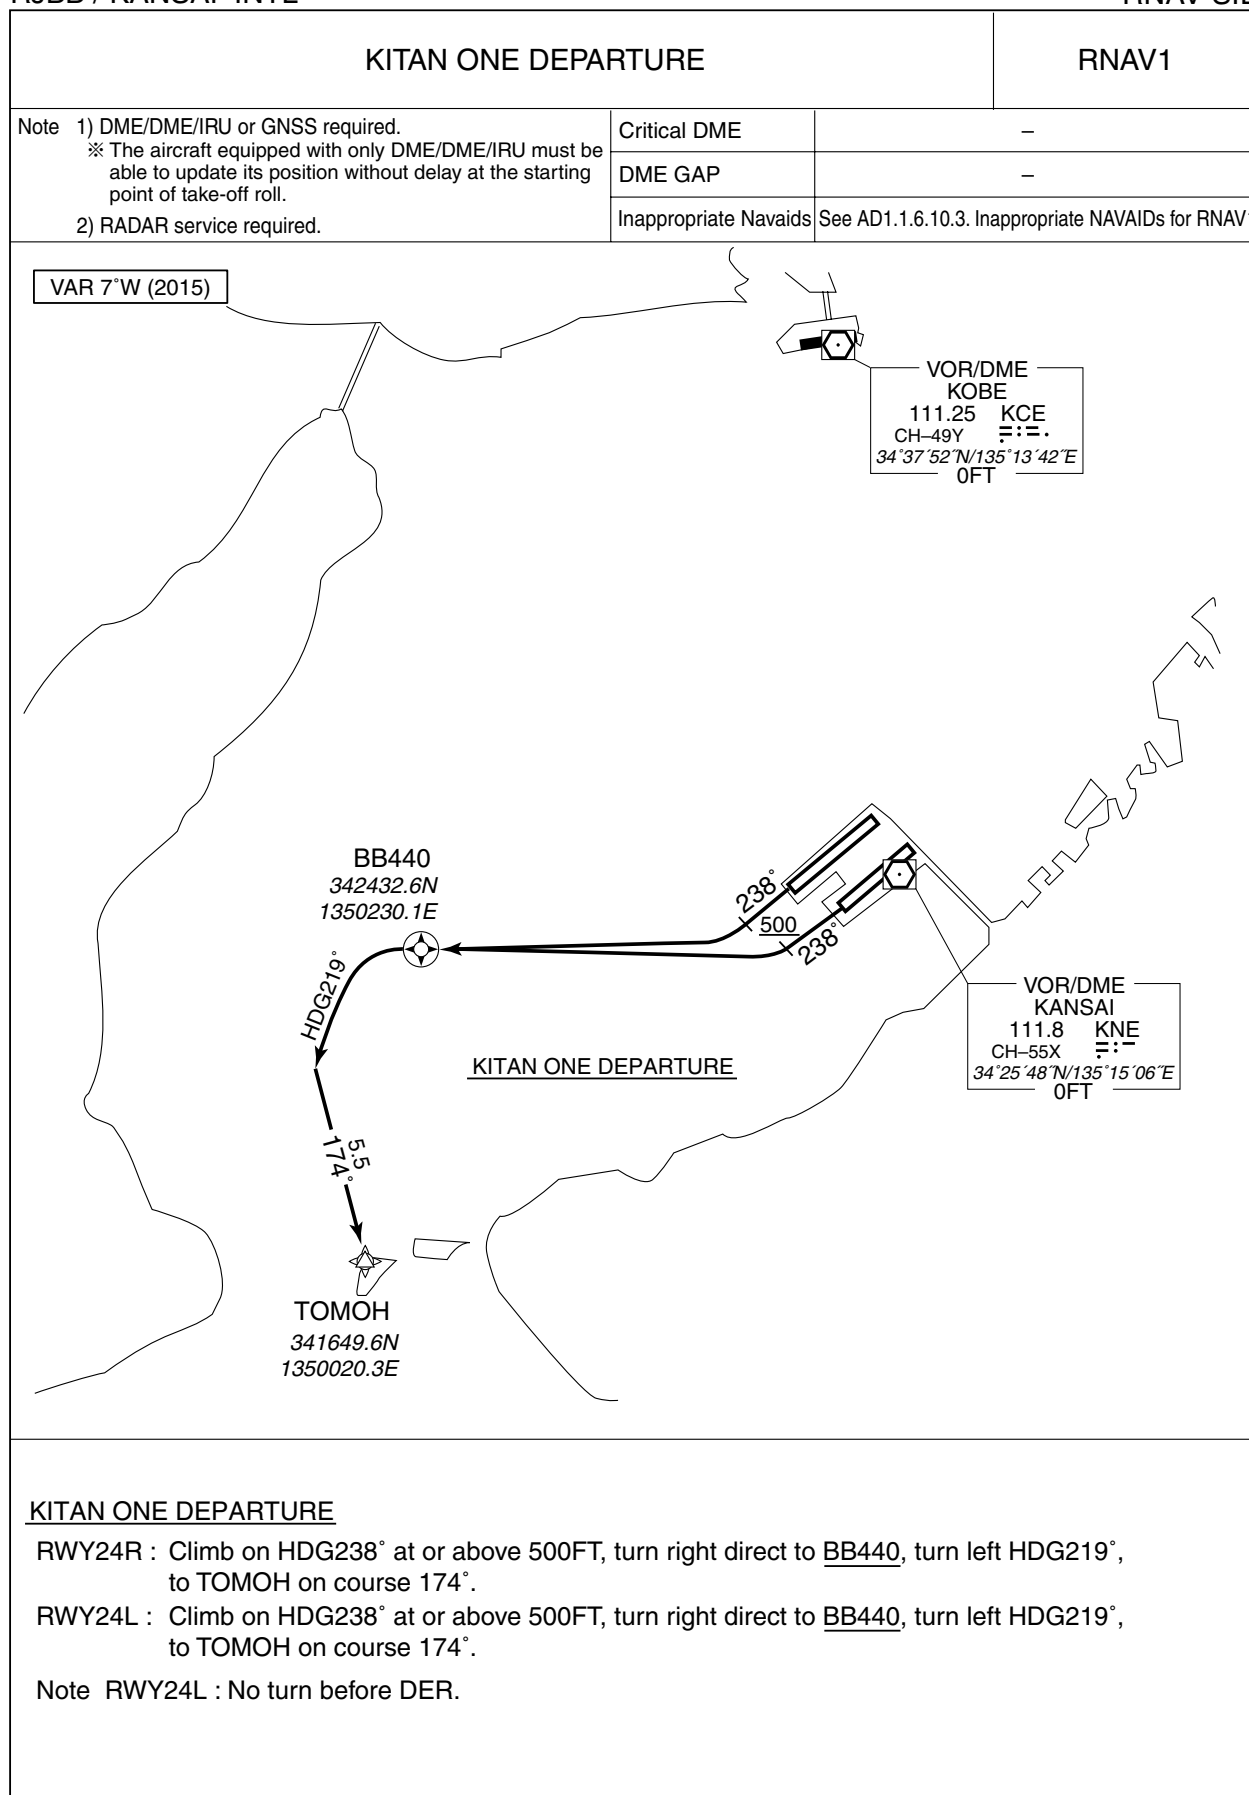 KITAN ONE DEPARTURE
RNAV1
Note 1) DME/DME/IRU or GNSS required.
※ The aircraft equipped with only DME/DME/IRU must be
able to update its position without delay at the starting
point of take-off roll.
2) RADAR service required.
Critical DME –
DME GAP –
Inappropriate Navaids See AD1.1.6.10.3. Inappropriate NAVAIDs for RNAV
VAR 7˚W (2015)
VOR/DME
KOBE
111.25 KCE
CH–49Y
34˚37´52˝N/135˚13´42˝E
0FT
BB440
342432.6N
1350230.1E
238˚
500
238˚
HDG219˚
VOR/DME
KANSAI
111.8 KNE
CH–55X
34˚25´48˝N/135˚15´06˝E
0FT
KITAN ONE DEPARTURE
5.5
174˚
TOMOH
341649.6N
1350020.3E
KITAN ONE DEPARTURE
RWY24R : Climb on HDG238˚ at or above 500FT, turn right direct to BB440, turn left HDG219˚,
to TOMOH on course 174˚.
RWY24L : Climb on HDG238˚ at or above 500FT, turn right direct to BB440, turn left HDG219˚,
to TOMOH on course 174˚.
Note RWY24L : No turn before DER.